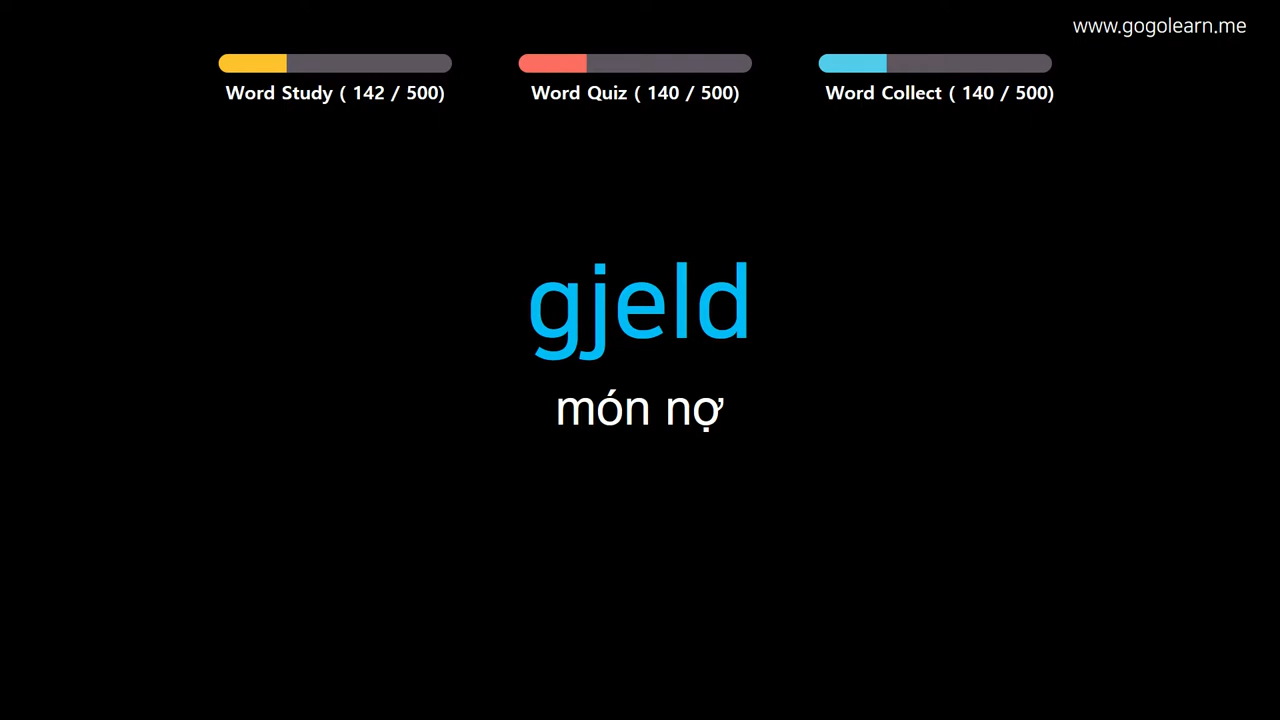 www.gogolearn.me
Word Study ( 142 / 500)
Word Quiz ( 140 / 500)
Word Collect ( 140 / 500)
gjeld
món nợ